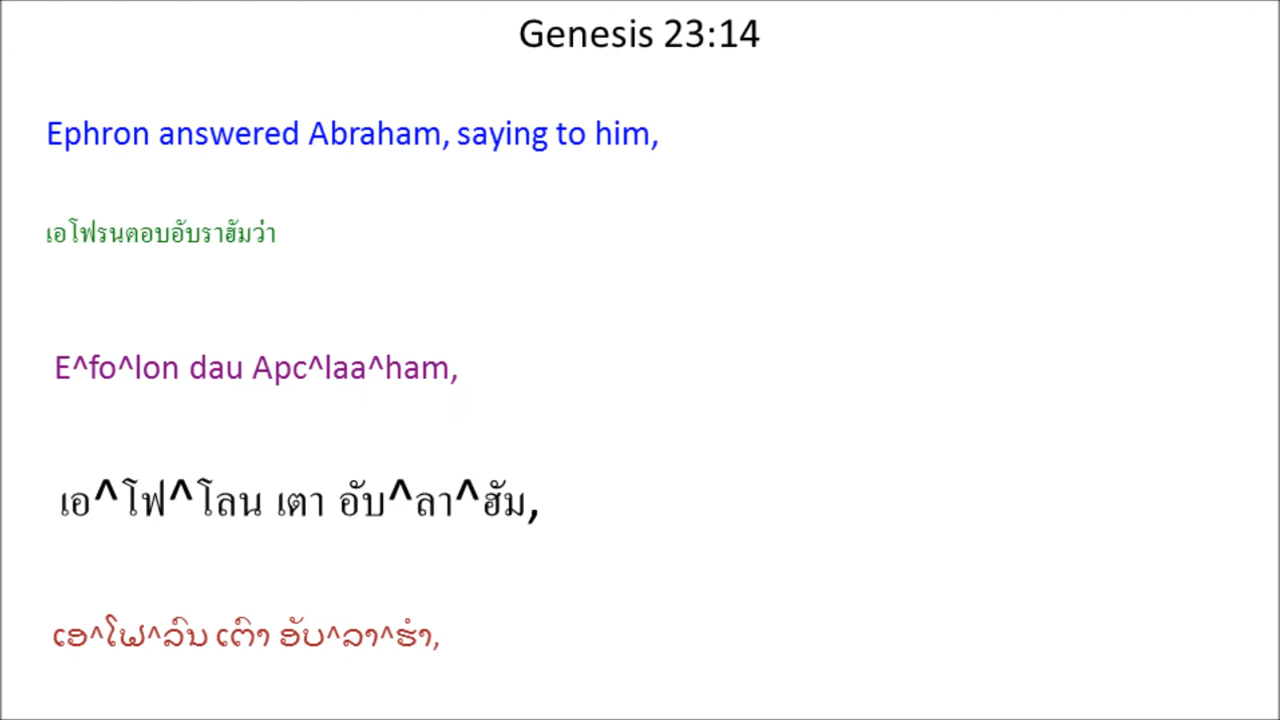 Genesis 23:14
Ephron answered Abraham, saying to him,
เอโฟรนตอบอับราฮัมว่า
E^fo^lon dau Apc^laa^ham,
เอ^โฟ^โลน เตา อับ^ลา^ฮัม,
ເອ^ໂຟ^ລົນ ເຕົາ ອັບ^ລາ^ຮຳ,